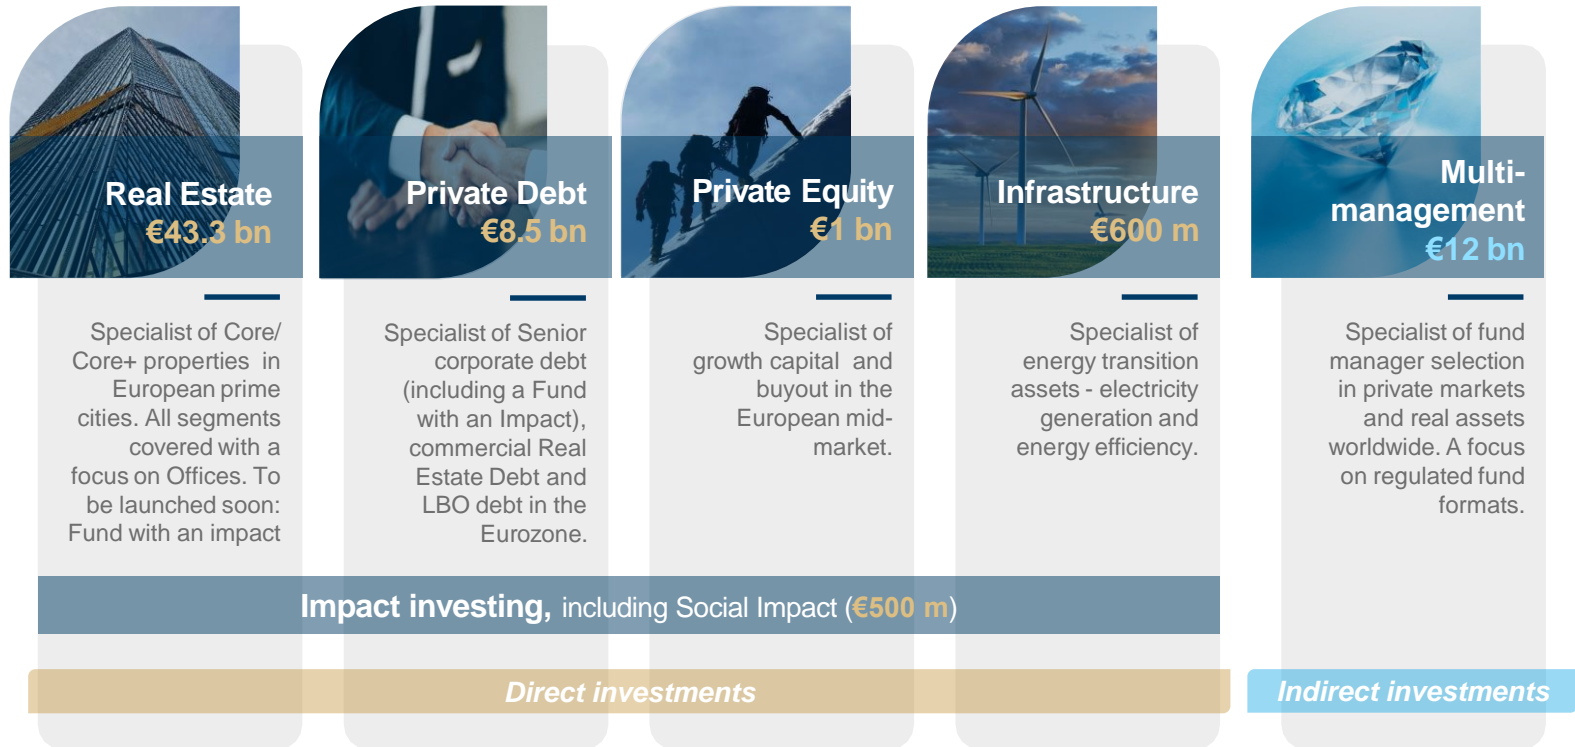 Real Estate
€43.3 bn
Specialist of Core/
Core+ properties in
European prime
cities. All segments
covered with a
focus on Offices. To
be launched soon:
Fund with an impact
Private Debt
€8.5 bn
Specialist of Senior
corporate debt
(including a Fund
with an Impact),
commercial Real
Estate Debt and
LBO debt in the
Eurozone.
Private Equity
€1 bn
Specialist of
growth capital and
buyout in the
European mid-
market.
Infrastructure
€600 m
Specialist of
energy transition
assets - electricity
generation and
energy efficiency.
Multi-
management
€12 bn
Specialist of fund
manager selection
in private markets
and real assets
worldwide. A focus
on regulated fund
formats.
Impact investing, including Social Impact (€500 m)
Direct investments
Indirect investments